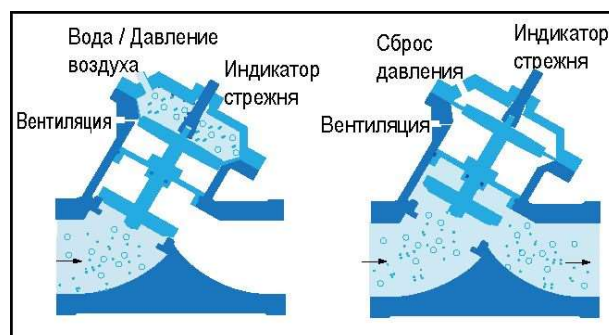 Вода / Давление
воздуха
Индикатор
стрежня
Вентиляция
Сброс
давления
Индикатор
стрежня
Вентиляция